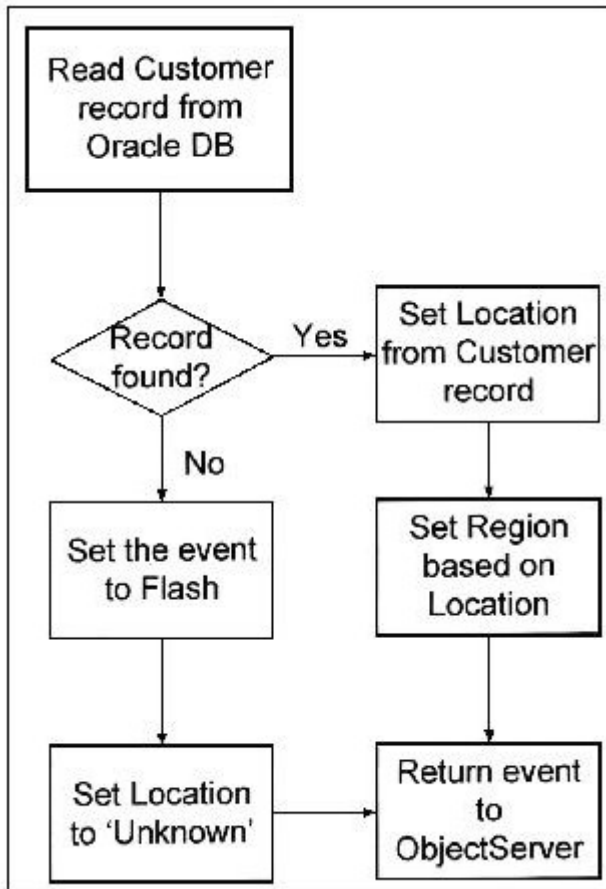 Read Customer
record from
Oracle DB
Record
found?
Yes
Set Location
from Customer
record
No
Set the event
to Flash
Set Region
based on
Location
Set Location
to 'Unknown'
Return event
to
ObjectServer